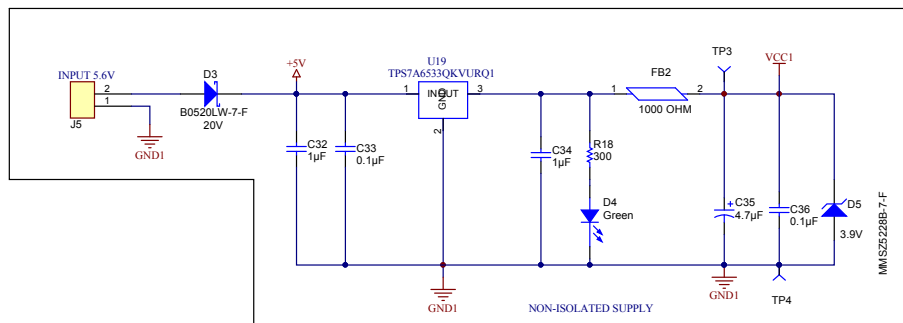 INPUT 5.6V
2
1
J5
GND1
D3
B0520LW-7-F
20V
+5V
C32
1µF
C33
0.1µF
U19
TPS7A6533QKVURQ1
1
IN
OUT
3
GND
2
GND1
C34
1µF
R18
300
D4
Green
FB2
1
2
1000 OHM
TP3
VCC1
+
C35
4.7µF
GND1
C36
0.1µF
TP4
D5
3.9V
MMSZ5228B-7-F
NON-ISOLATED SUPPLY